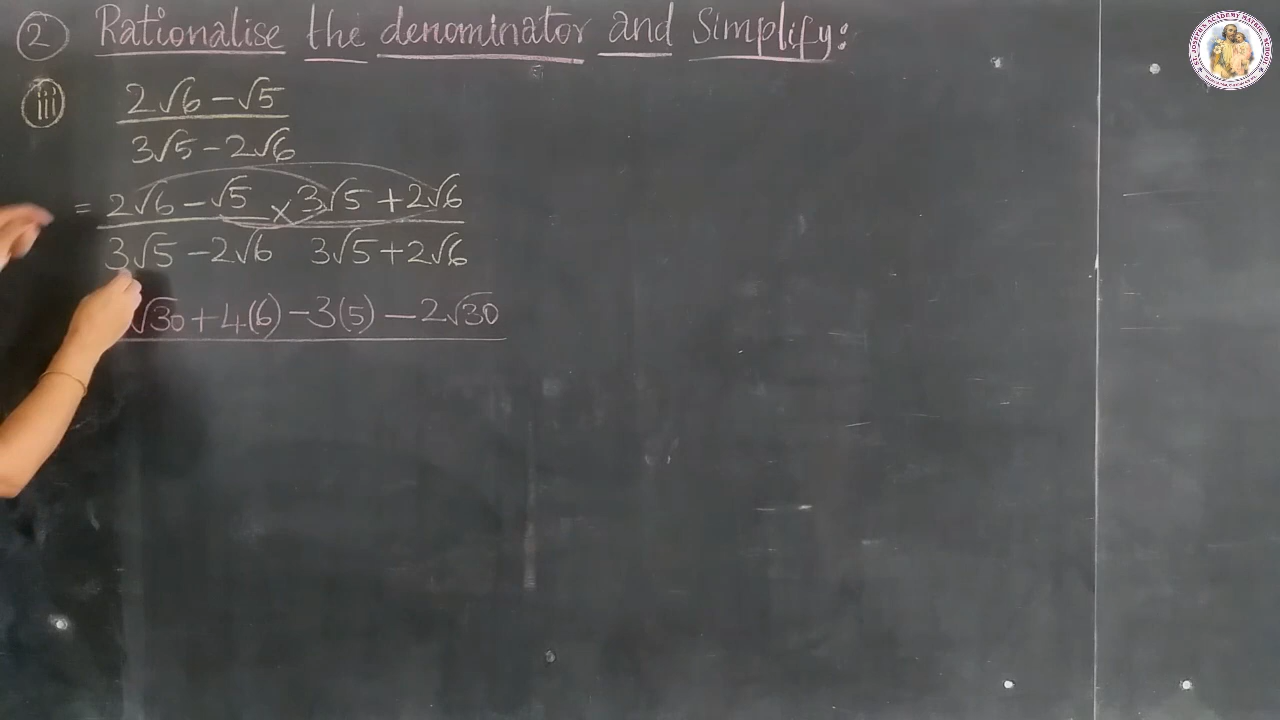 2 Rationalise the denominator and Simplify:
iii 2√6 - √5
3√5 - 2√6
= 2√6 - √5 × 3√5 + 2√6
3√5 - 2√6 3√5 + 2√6
√30 + 4(6) - 3(5) - 2√30